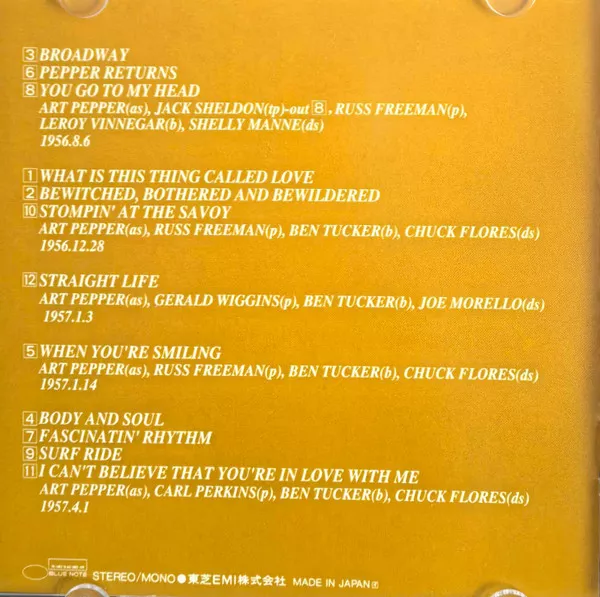 3 BROADWAY
6 PEPPER RETURNS
8 YOU GO TO MY HEAD
ART PEPPER(as), JACK SHELDON(tp)-out 8, RUSS FREEMAN(p),
LEROY VINNEGAR(b), SHELLY MANNE(ds)
1956.8.6
1 WHAT IS THIS THING CALLED LOVE
2 BEWITCHED, BOTHERED AND BEWILDERED
10 STOMPIN' AT THE SAVOY
ART PEPPER(as), RUSS FREEMAN(p), BEN TUCKER(b), CHUCK FLORES(ds)
1956.12.28
12 STRAIGHT LIFE
ART PEPPER(as), GERALD WIGGINS(p), BEN TUCKER(b), JOE MORELLO(ds)
1957.1.3
5 WHEN YOU'RE SMILING
ART PEPPER(as), RUSS FREEMAN(p), BEN TUCKER(b), CHUCK FLORES(ds)
1957.1.14
4 BODY AND SOUL
7 FASCINATIN' RHYTHM
9 SURF RIDE
11 I CAN'T BELIEVE THAT YOU'RE IN LOVE WITH ME
ART PEPPER(as), CARL PERKINS(p), BEN TUCKER(b), CHUCK FLORES(ds)
1957.4.1
BLUE NOTE STEREO/MONO●東芝EMI株式会社 MADE IN JAPAN